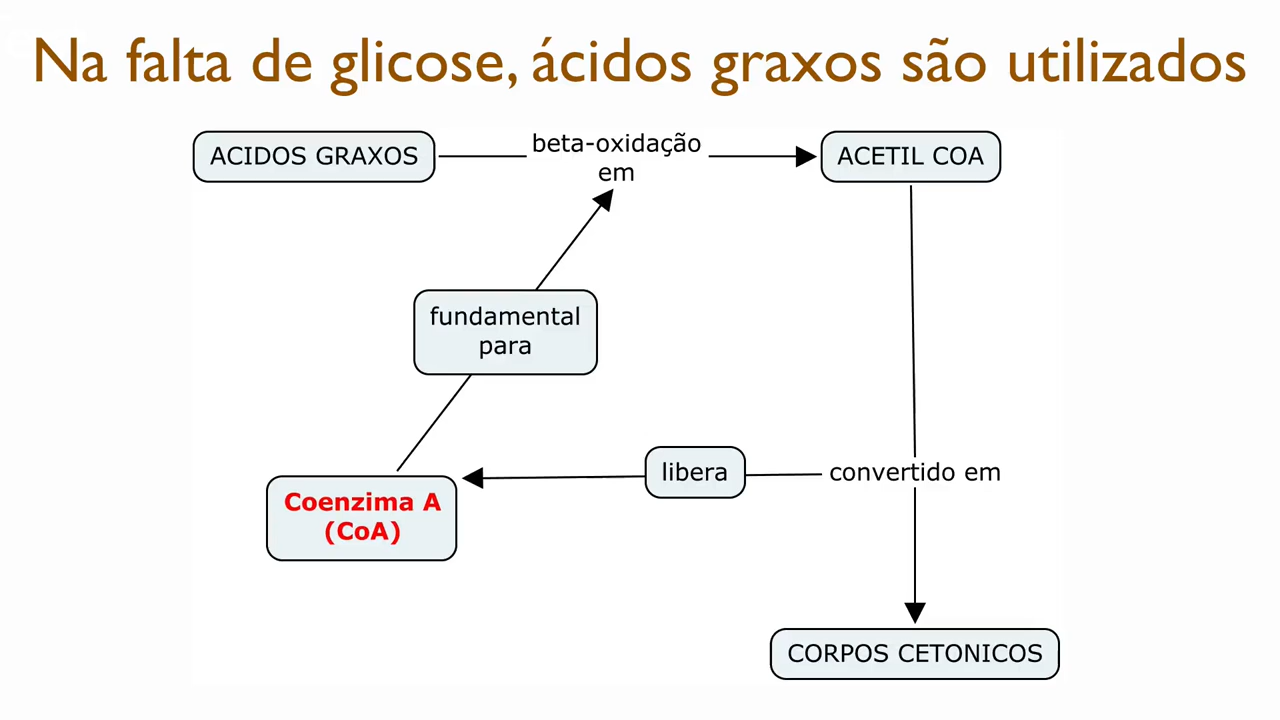 Na falta de glicose, ácidos graxos são utilizados
ACIDOS GRAXOS
beta-oxidação
em
ACETIL COA
fundamental
para
libera
convertido em
Coenzima A
(CoA)
CORPOS CETONICOS